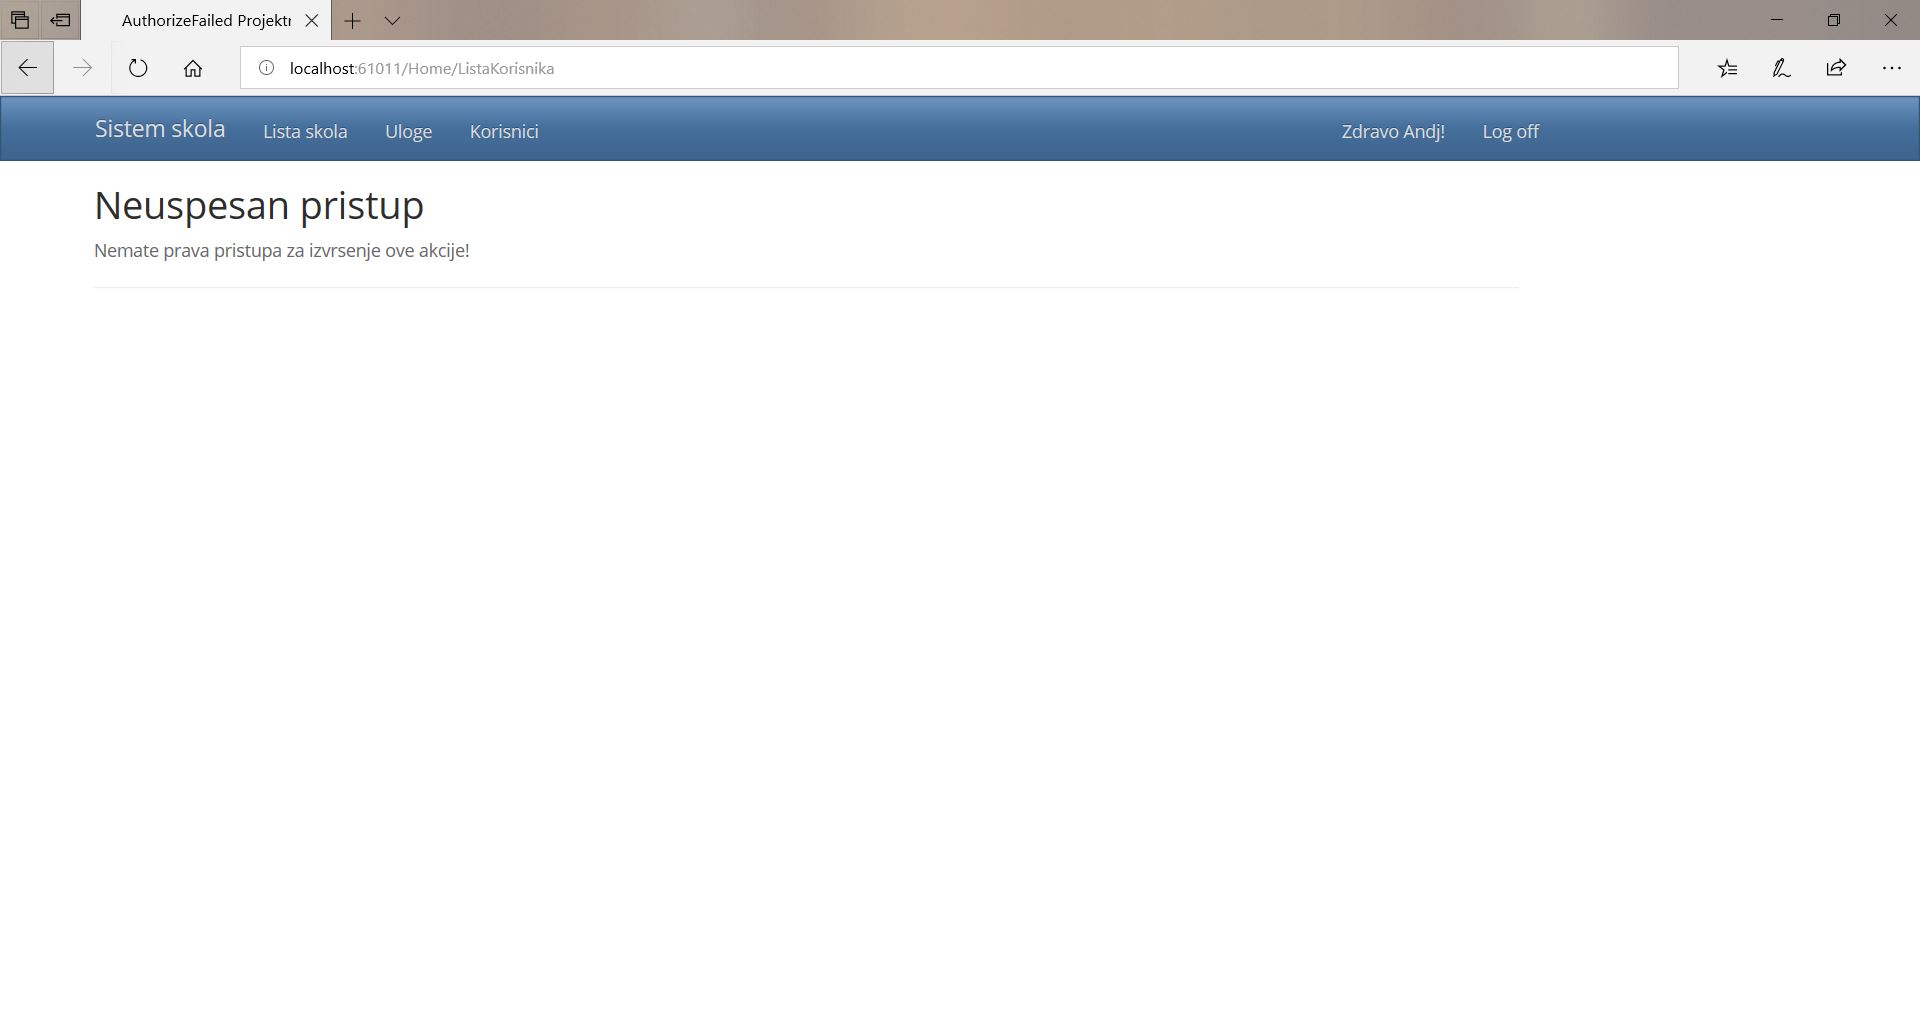 AuthorizeFailed Projektr
localhost:61011/Home/ListaKorisnika
Sistem skola Lista skola Uloge Korisnici Zdravo Andj! Log off
Neuspesan pristup
Nemate prava pristupa za izvrsenje ove akcije!